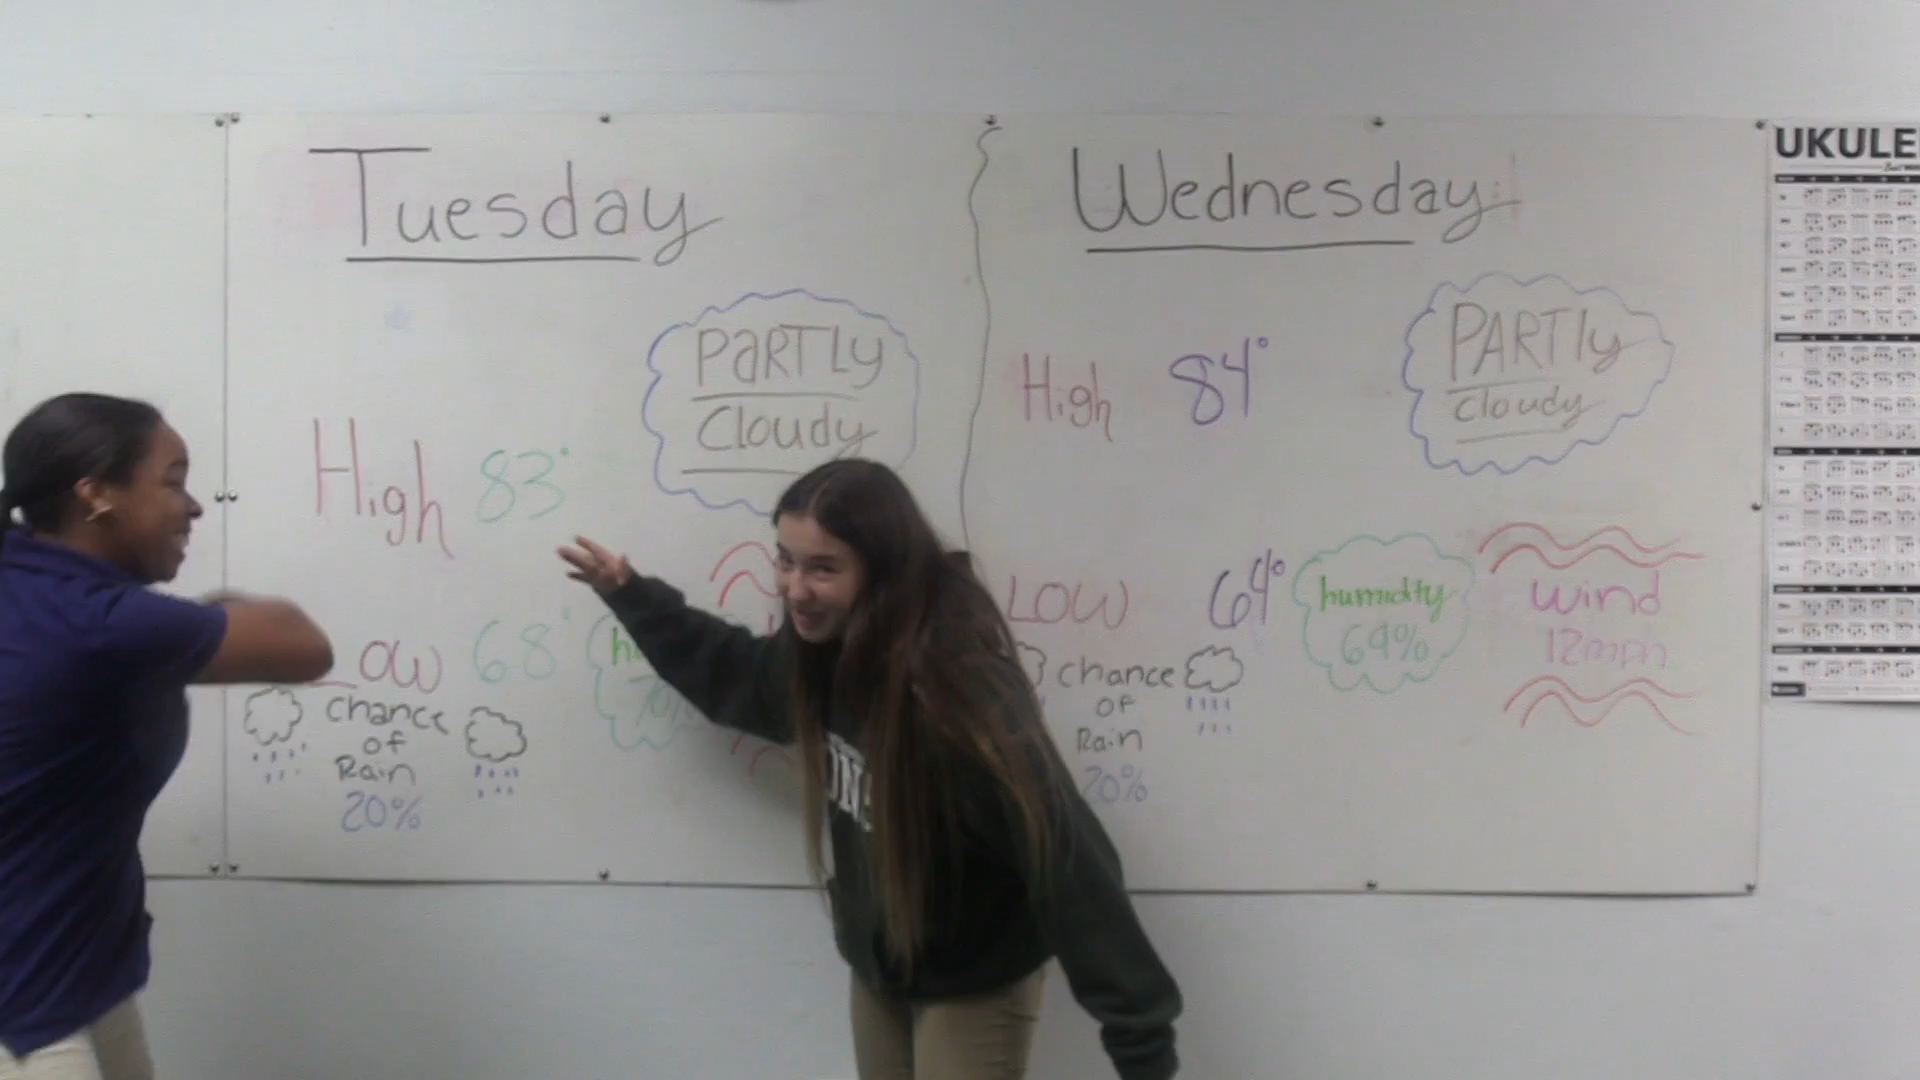 Tuesday
PARTLY
Cloudy
High 83°
Low 68°
Chance
of
Rain
20%
Wednesday
High 84°
PARTly
cloudy
LOW 64°
humidity
69%
wind
12mph
chance
of
Rain
20%
UKULE